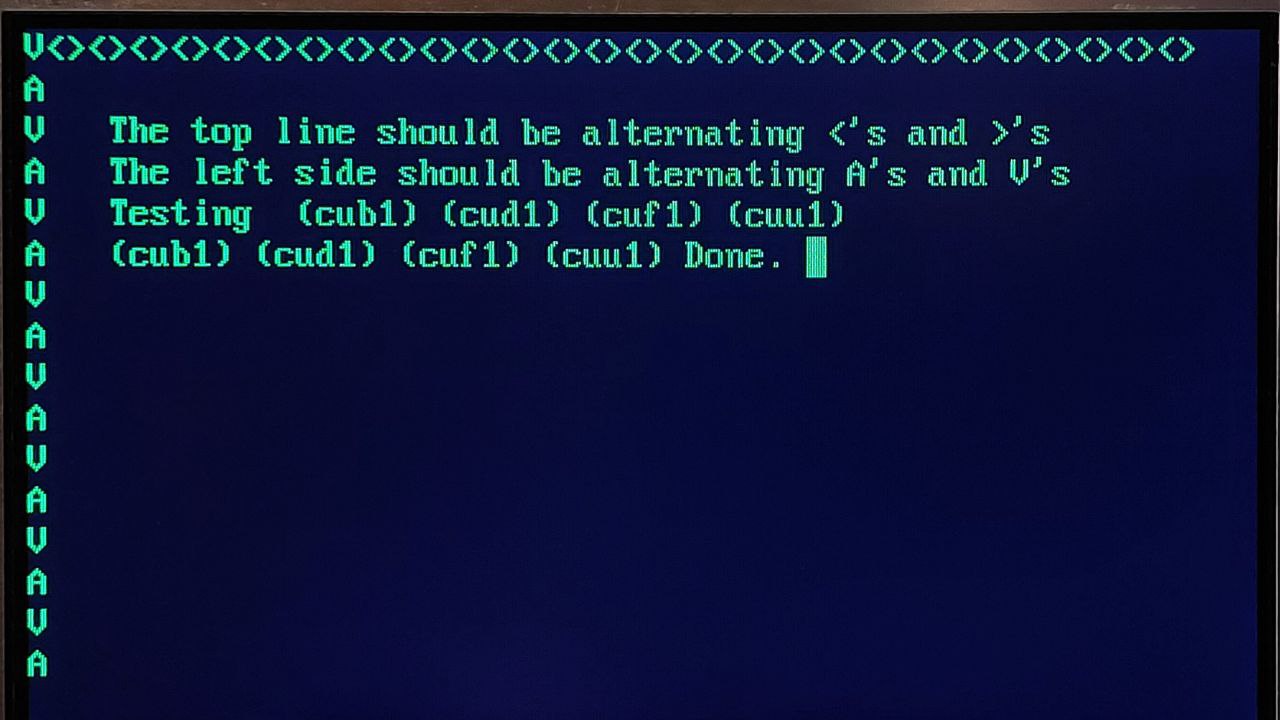 V<><><><><><><><><><><><><><><><><><><><><><><><><><><><>
A
V The top line should be alternating <'s and >'s
A The left side should be alternating A's and V's
V Testing (cub1) (cud1) (cuf1) (cuu1)
A (cub1) (cud1) (cuf1) (cuu1) Done.
V
A
V
A
V
A
V
A
V
A